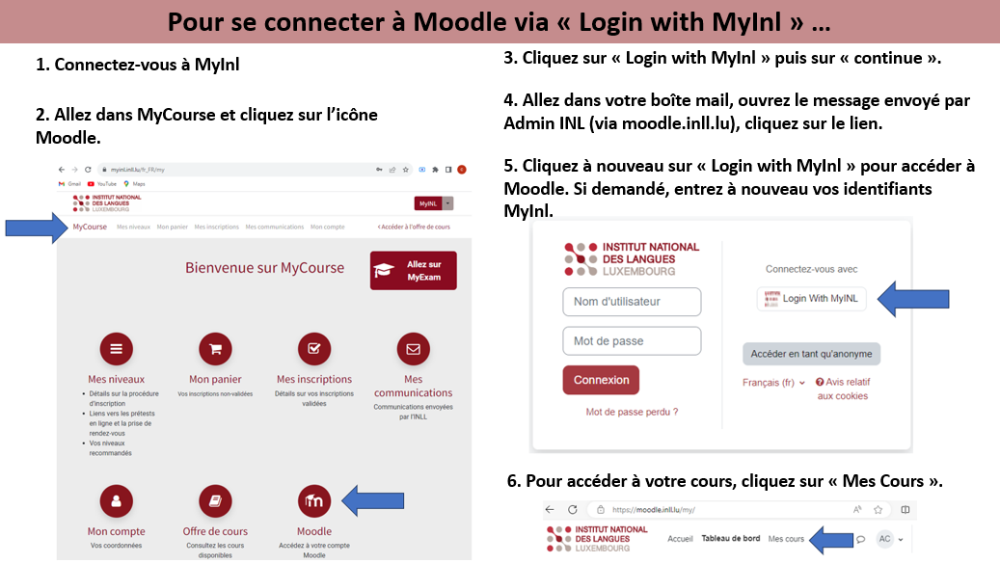 Pour se connecter à Moodle via « Login with MyInl » …
1. Connectez-vous à MyInl
2. Allez dans MyCourse et cliquez sur l’icône
Moodle.
myinl.inll.lu/fr_FR/my
Gmail YouTube Maps
INSTITUT NATIONAL
DES LANGUES
LUXEMBOURG
MyINL
MyCourse Mes niveaux Mon panier Mes inscriptions Mes communications Mon compte
< Accéder à l'offre de cours
Bienvenue sur MyCourse
Allez sur
MyExam
Mes niveaux
• Détails sur la procédure
d'inscription
• Liens vers les prétests
en ligne et la prise de
rendez-vous
• Vos niveaux
recommandés
Mon panier
Vos inscriptions non-validées
Mes inscriptions
Détails sur vos inscriptions
validées
Mes
communications
Communications envoyées
par l'INLL
Mon compte
Vos coordonnées
Offre de cours
Consultez les cours
disponibles
Moodle
Accédez à votre compte
Moodle
3. Cliquez sur « Login with MyInl » puis sur « continue ».
4. Allez dans votre boîte mail, ouvrez le message envoyé par
Admin INL (via moodle.inll.lu), cliquez sur le lien.
5. Cliquez à nouveau sur « Login with MyInl » pour accéder à
Moodle. Si demandé, entrez à nouveau vos identifiants
MyInl.
INSTITUT NATIONAL
DES LANGUES
LUXEMBOURG
Nom d'utilisateur
Mot de passe
Connexion
Mot de passe perdu ?
Connectez-vous avec
Login With MyINL
Accéder en tant qu'anonyme
Français (fr)
Avis relatif
aux cookies
6. Pour accéder à votre cours, cliquez sur « Mes Cours ».
https://moodle.inll.lu/my/
INSTITUT NATIONAL
DES LANGUES
LUXEMBOURG
Accueil Tableau de bord Mes cours
AC